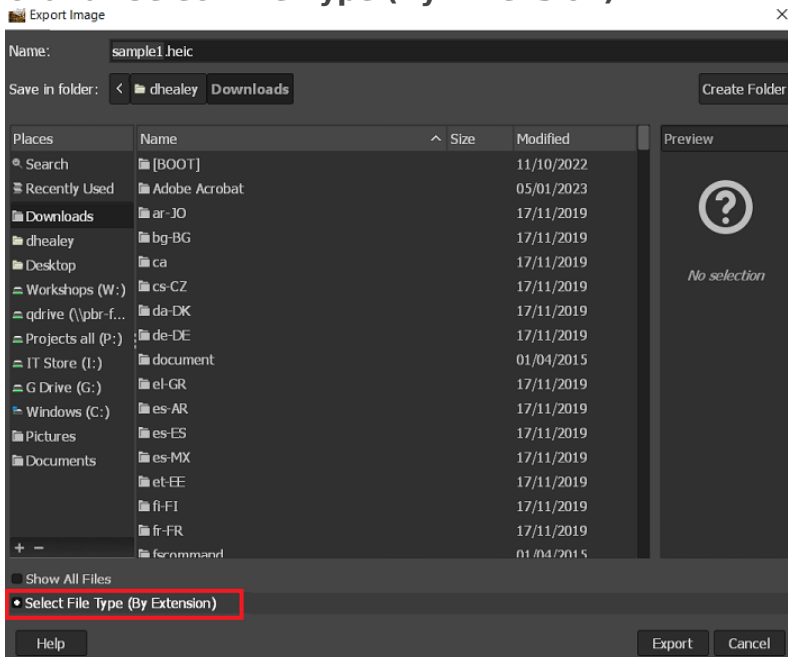 Export Image
Name: sample1.heic
Save in folder: < dhealey Downloads Create Folder
Places Name Size Modified Preview
Search [BOOT] 11/10/2022
Recently Used Adobe Acrobat 05/01/2023
Downloads ar-JO 17/11/2019
dhealey bg-BG 17/11/2019
Desktop ca 17/11/2019 No selection
Workshops (W:) cs-CZ 17/11/2019
qdrive (\\pbr-f... da-DK 17/11/2019
Projects all (P:) de-DE 17/11/2019
IT Store (I:) document 01/04/2015
G Drive (G:) el-GR 17/11/2019
Windows (C:) es-AR 17/11/2019
Pictures es-ES 17/11/2019
Documents es-MX 17/11/2019
et-EE 17/11/2019
fi-FI 17/11/2019
fr-FR 17/11/2019
+ - fscommand 01/04/2015
Show All Files
Select File Type (By Extension)
Help Export Cancel